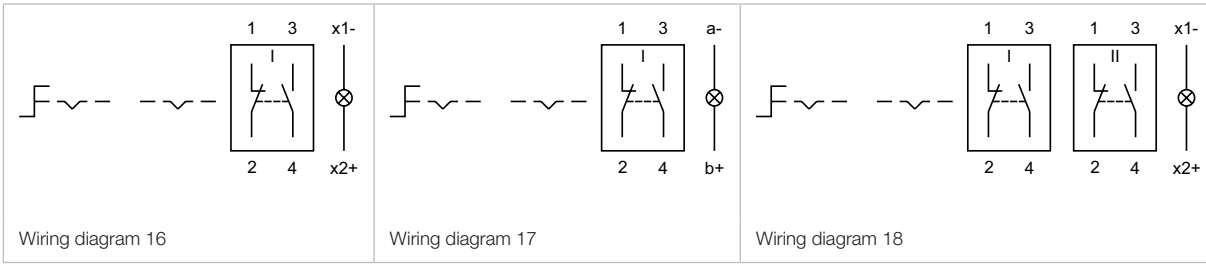 1 3 x1-
I
2 4 x2+
Wiring diagram 16
1 3 a-
I
2 4 b+
Wiring diagram 17
1 3 1 3 x1-
I II
2 4 2 4 x2+
Wiring diagram 18